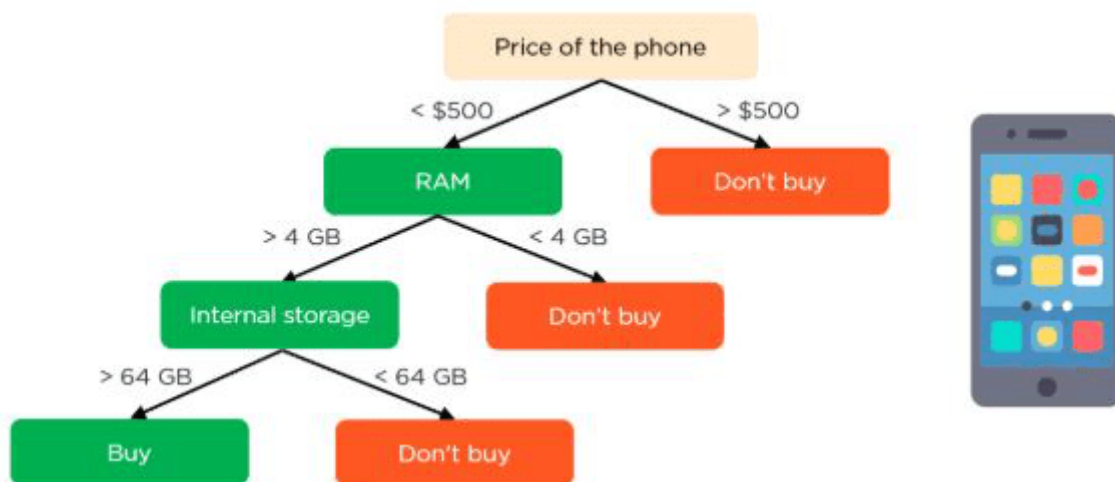 Price of the phone
< $500
> $500
RAM
Don't buy
> 4 GB
< 4 GB
Internal storage
Don't buy
> 64 GB
< 64 GB
Buy
Don't buy